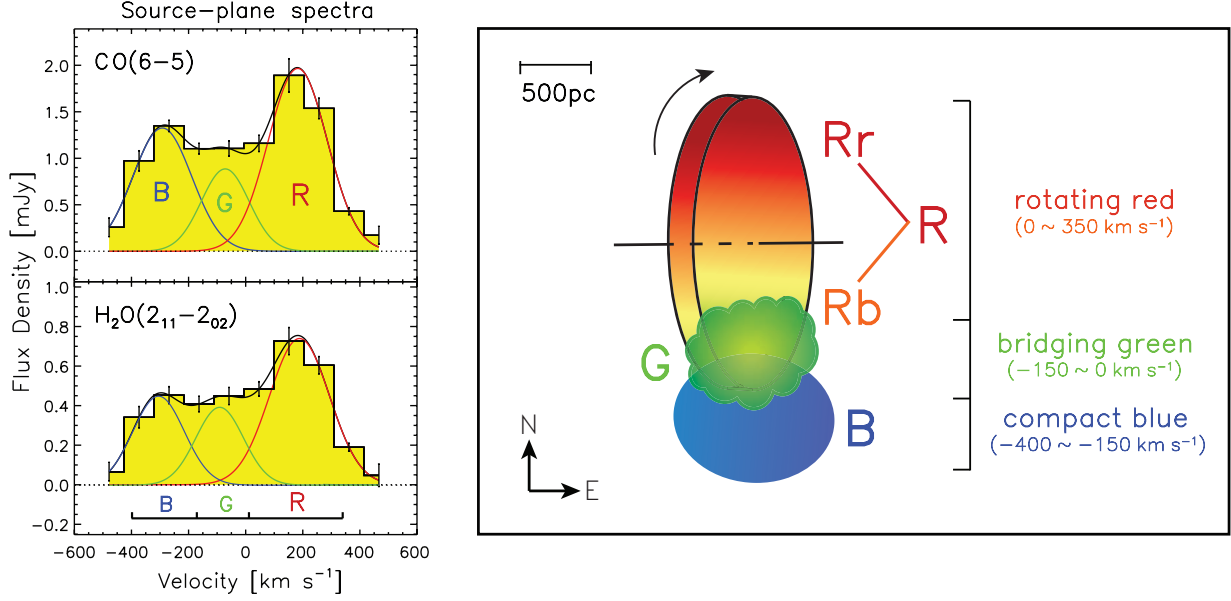 Source-plane spectra
CO(6-5)
2.0
1.5
1.0
0.5
0.0
B
G
R
Flux Density [mJy]
H₂O(2₁₁-2₀₂)
1.0
0.8
0.6
0.4
0.2
0.0
-0.2
B
G
R
-600 -400 -200 0 200 400 600
Velocity [km s⁻¹]
500pc
Rr
R
Rb
G
B
N
E
rotating red
(0 ~ 350 km s⁻¹)
bridging green
(-150 ~ 0 km s⁻¹)
compact blue
(-400 ~ -150 km s⁻¹)